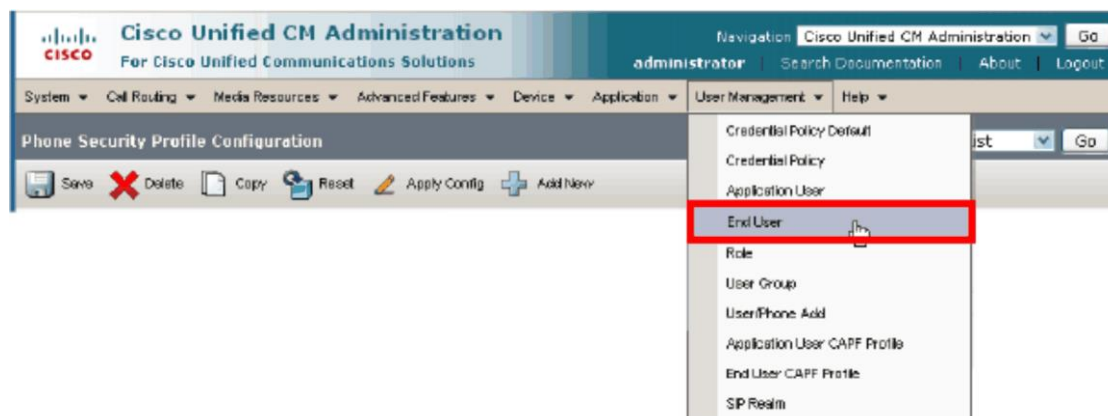 Cisco Unified CM Administration
Navigation Cisco Unified CM Administration Go
CISCO
For Cisco Unified Communications Solutions
administrator | Search Documentation | About | Logout
System Call Routing Media Resources Advanced Features Device Application User Management Help
Phone Security Profile Configuration
ist Go
Save Delete Copy Reset Apply Config Add New
Credential Policy Default
Credential Policy
Application User
End User
Role
User Group
User/Phone Add
Application User CAPF Profile
End User CAPF Profile
SIP Realm